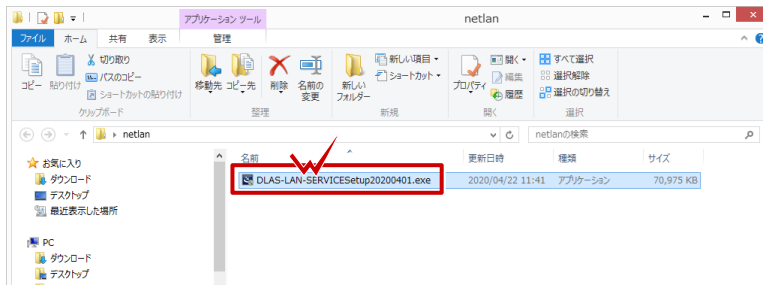 アプリケーション ツール
netlan
ファイル ホーム 共有 表示 管理
コピー
貼り付け
切り取り
パスのコピー
ショートカットの貼り付け
クリップボード
移動先
コピー先
削除
名前の
変更
整理
新しい
フォルダー
新しい項目
ショートカット
新規
プロパティ
開く
編集
履歴
開く
すべて選択
選択解除
選択の切り替え
選択
netlan
netlanの検索
お気に入り
ダウンロード
デスクトップ
最近表示した場所
PC
ダウンロード
デスクトップ
名前 更新日時 種類 サイズ
DLAS-LAN-SERVICESetup20200401.exe 2020/04/22 11:41 アプリケーション 70,975 KB